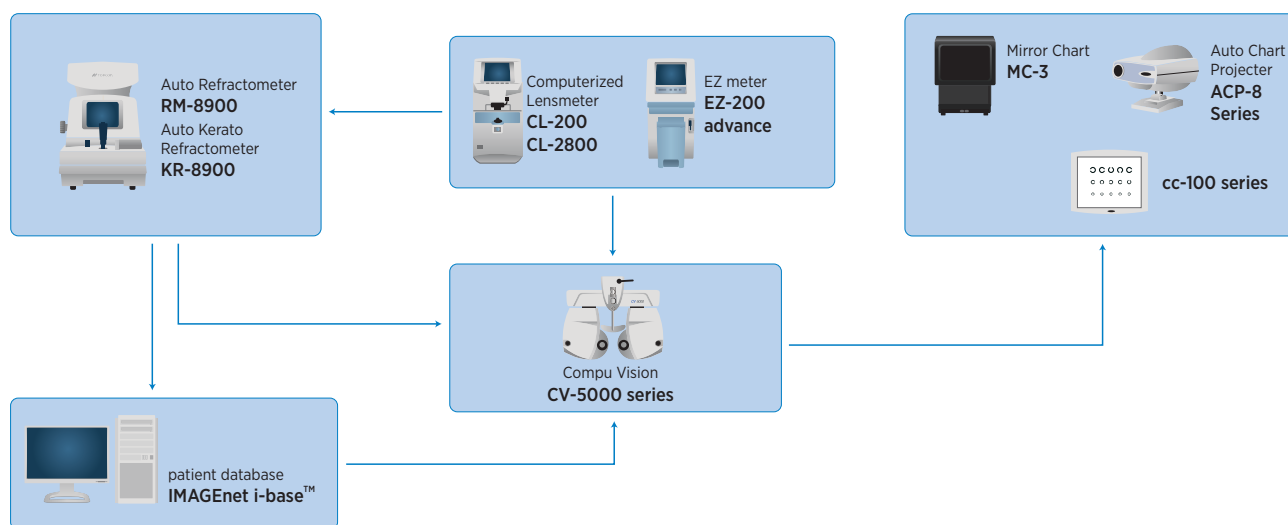 Auto Refractometer
RM-8900
Auto Kerato
Refractometer
KR-8900
Computerized
Lensmeter
CL-200
CL-2800
EZ meter
EZ-200
advance
Mirror Chart
MC-3
Auto Chart
Projecter
ACP-8
Series
cc-100 series
Compu Vision
CV-5000 series
patient database
IMAGEnet i-base™